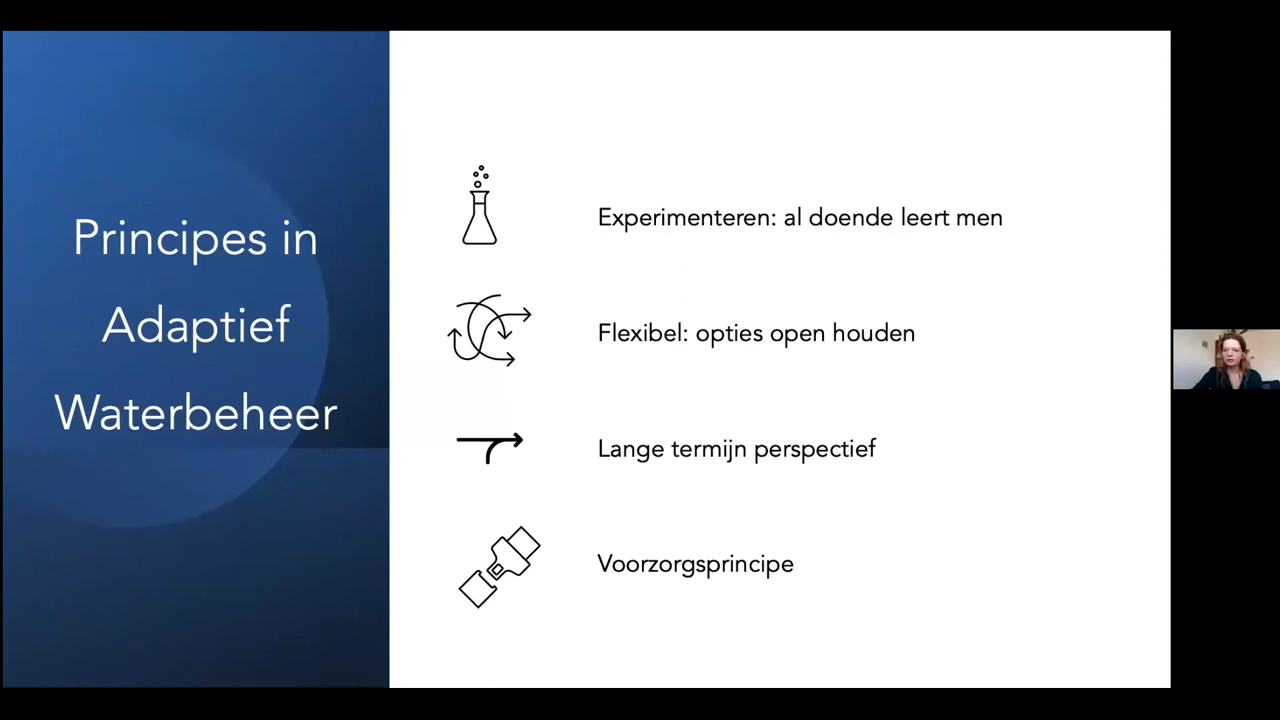 Principes in
Adaptief
Waterbeheer
Experimenteren: al doende leert men
Flexibel: opties open houden
Lange termijn perspectief
Voorzorgsprincipe